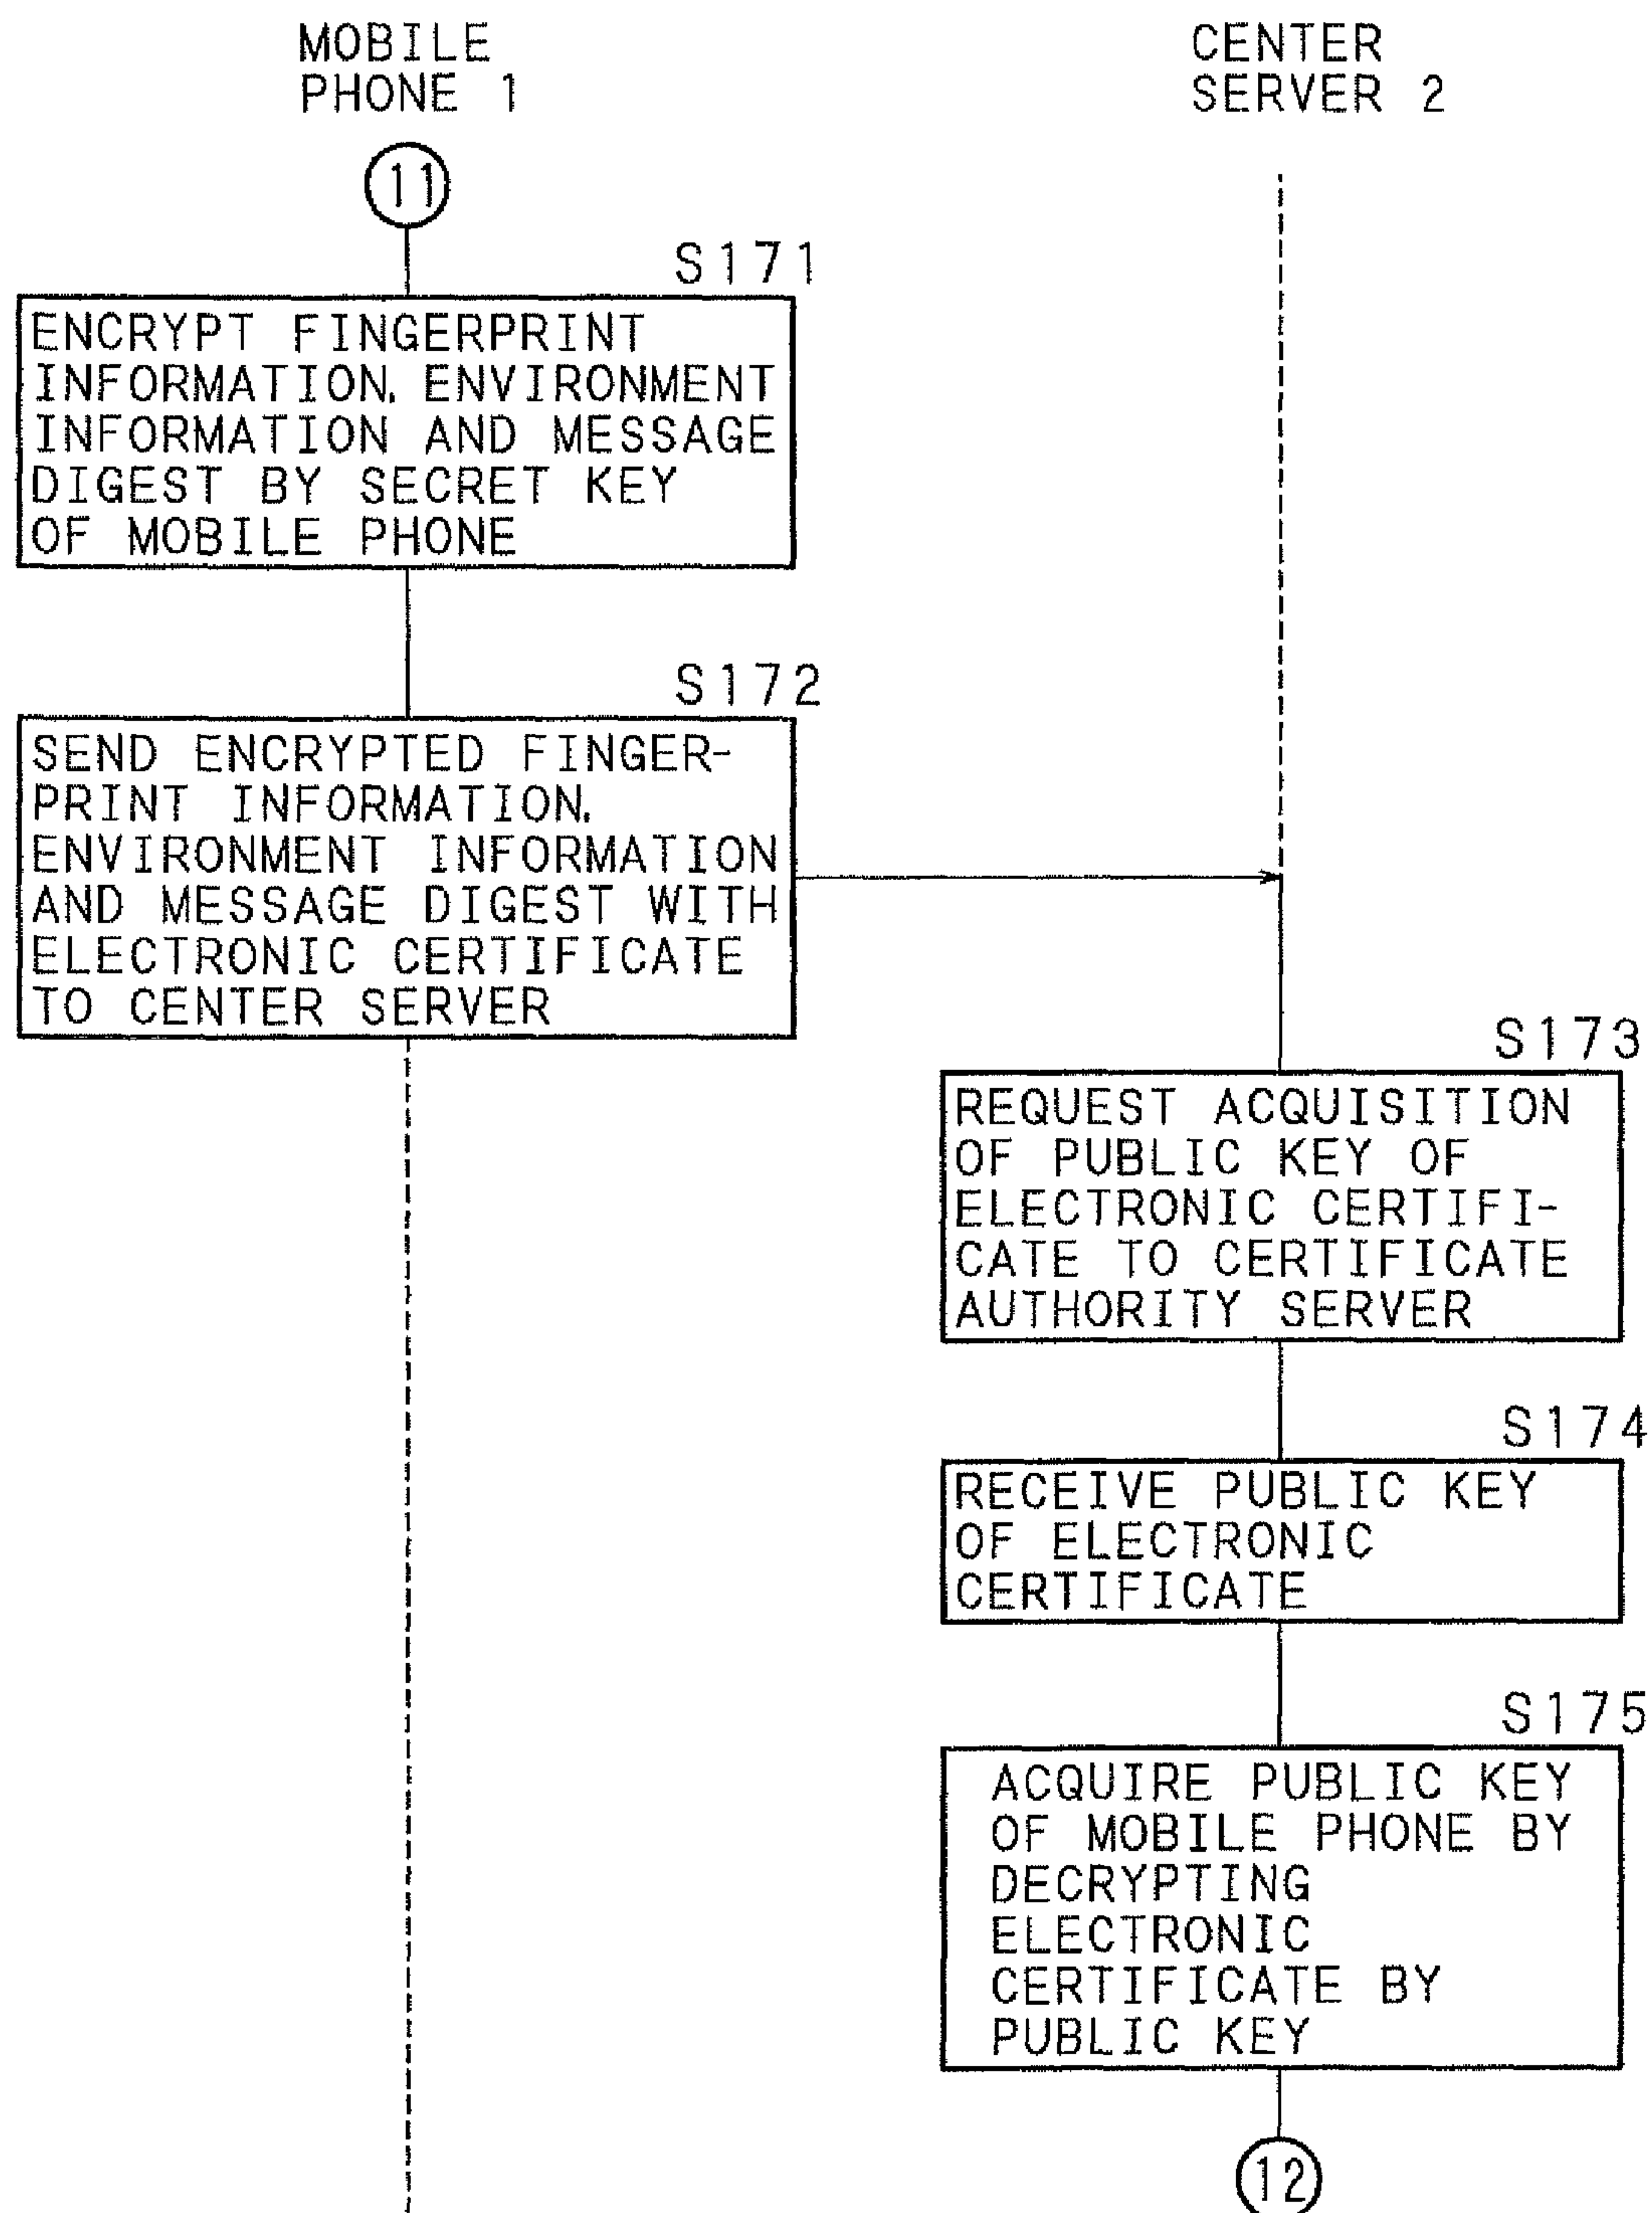 MOBILE
PHONE 1
CENTER
SERVER 2
11
S171
ENCRYPT FINGERPRINT
INFORMATION, ENVIRONMENT
INFORMATION AND MESSAGE
DIGEST BY SECRET KEY
OF MOBILE PHONE
S172
SEND ENCRYPTED FINGER-
PRINT INFORMATION,
ENVIRONMENT INFORMATION
AND MESSAGE DIGEST WITH
ELECTRONIC CERTIFICATE
TO CENTER SERVER
S173
REQUEST ACQUISITION
OF PUBLIC KEY OF
ELECTRONIC CERTIFI-
CATE TO CERTIFICATE
AUTHORITY SERVER
S174
RECEIVE PUBLIC KEY
OF ELECTRONIC
CERTIFICATE
S175
ACQUIRE PUBLIC KEY
OF MOBILE PHONE BY
DECRYPTING
ELECTRONIC
CERTIFICATE BY
PUBLIC KEY
12